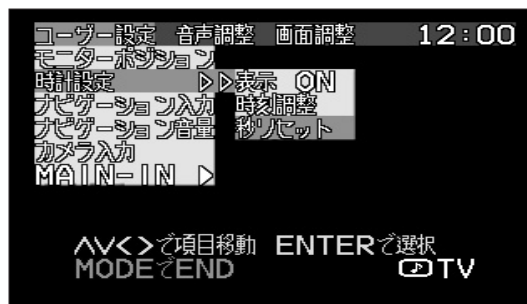 ユーザー設定 音声調整 画面調整 12:00
モニターポジション
時計設定 ▷▷表示 ON
ナビゲーション入力 時刻調整
ナビゲーション音量 秒リセット
カメラ入力
MAIN-IN ▷
∧∨<>で項目移動 ENTERで選択
MODEでEND ♪TV